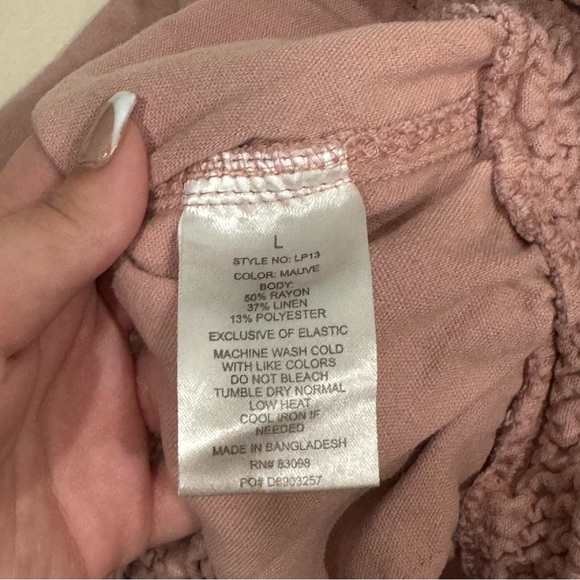 L
STYLE NO: LP13
COLOR: MAUVE
BODY:
50% RAYON
37% LINEN
13% POLYESTER
EXCLUSIVE OF ELASTIC
MACHINE WASH COLD
WITH LIKE COLORS
DO NOT BLEACH
TUMBLE DRY NORMAL
LOW HEAT
COOL IRON IF
NEEDED
MADE IN BANGLADESH
RN# 83098
PO# D8903257